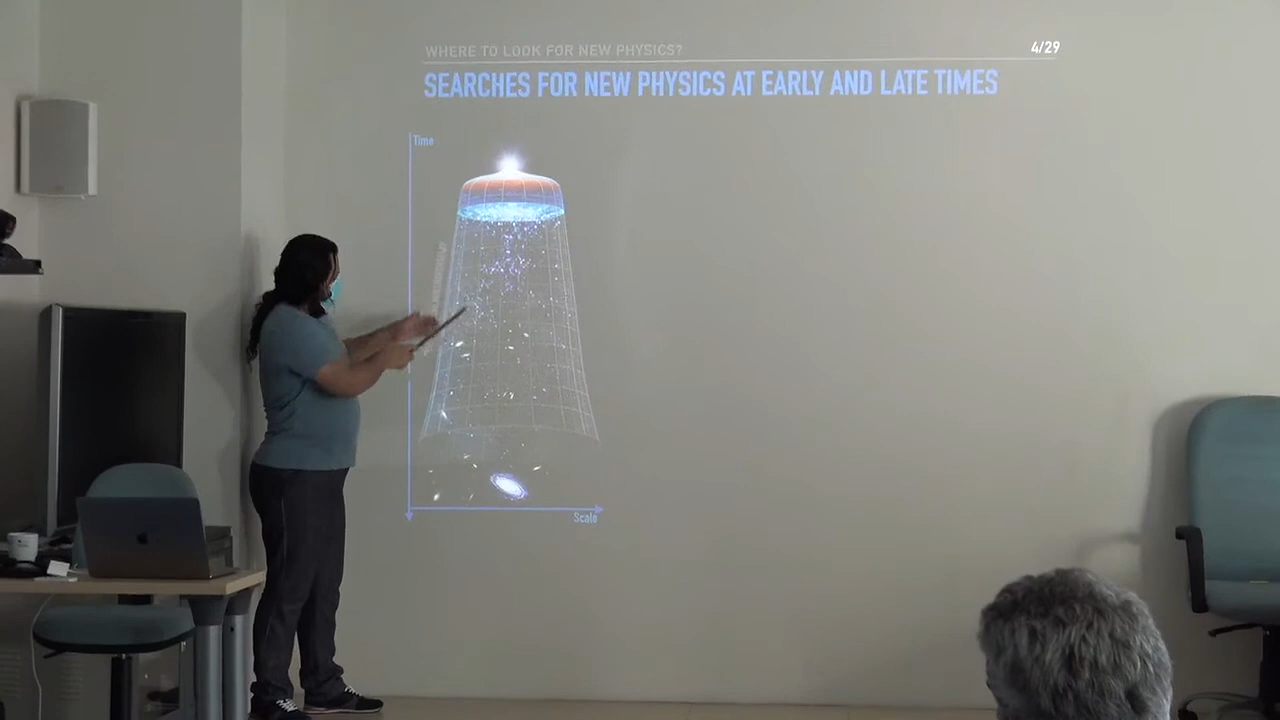 WHERE TO LOOK FOR NEW PHYSICS?
4/29
SEARCHES FOR NEW PHYSICS AT EARLY AND LATE TIMES
Time
Scale